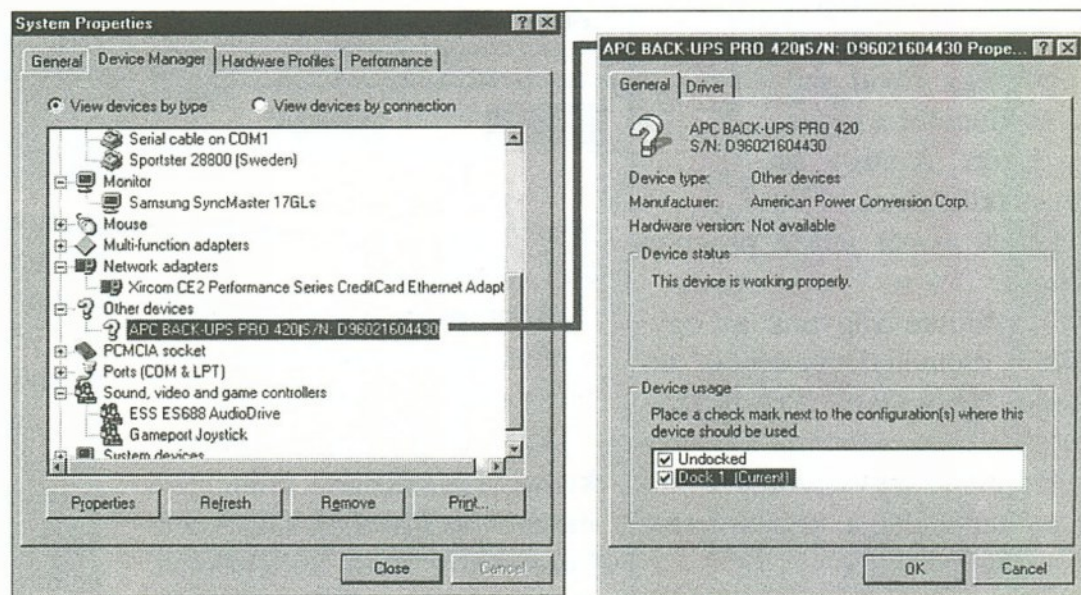 System Properties
General
Device Manager
Hardware Profiles
Performance
View devices by type
View devices by connection
Serial cable on COM1
Sportster 28800 (Sweden)
Monitor
Samsung SyncMaster 17GLs
Mouse
Multi-function adapters
Network adapters
Xircom CE2 Performance Series CreditCard Ethernet Adapt
Other devices
APC BACK-UPS PRO 420|S/N: D96021604430
PCMCIA socket
Ports (COM & LPT)
Sound, video and game controllers
ESS ES688 AudioDrive
Gameport Joystick
System devices
Properties
Refresh
Remove
Print...
Close
Cancel
APC BACK-UPS PRO 420|S/N: D96021604430 Prope...
General
Driver
APC BACK-UPS PRO 420
S/N: D96021604430
Device type: Other devices
Manufacturer: American Power Conversion Corp.
Hardware version: Not available
Device status
This device is working properly.
Device usage
Place a check mark next to the configuration(s) where this
device should be used.
Undocked
Dock 1 (Current)
OK
Cancel